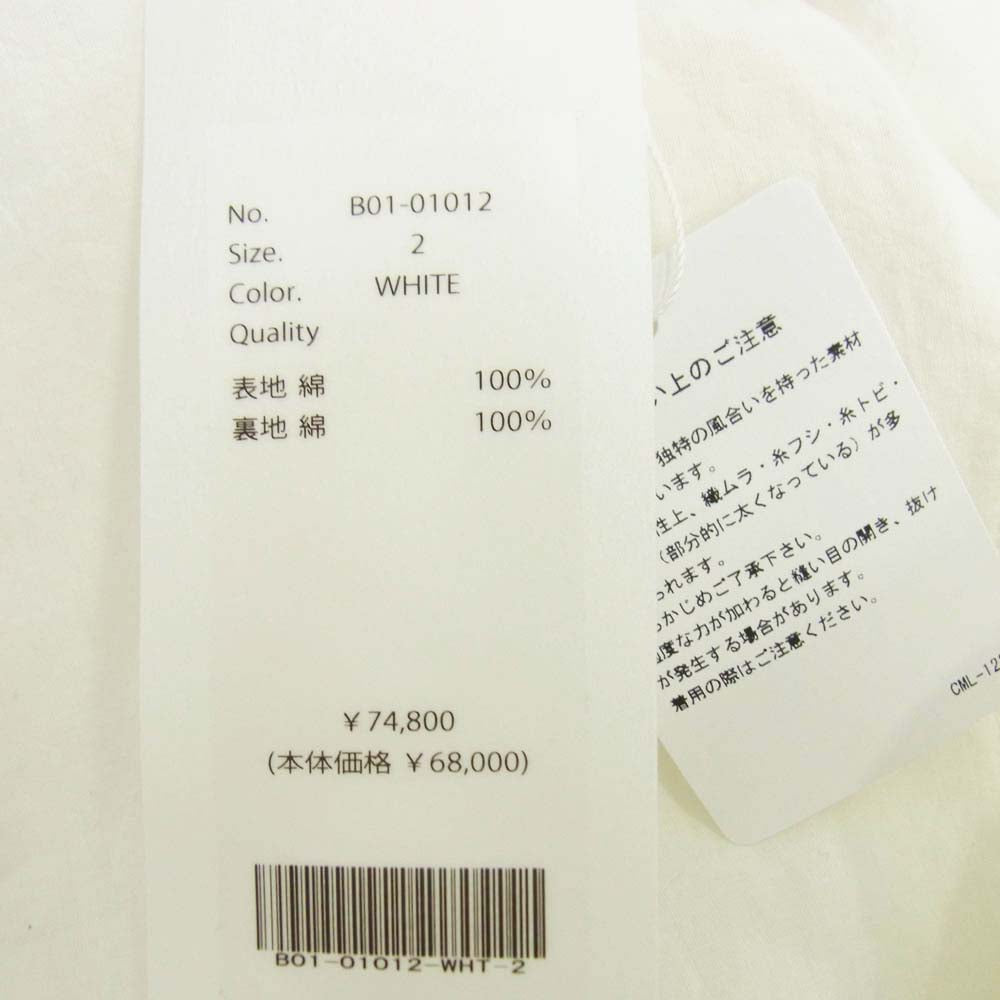 No. B01-01012
Size. 2
Color. WHITE
Quality
表地 綿 100%
裏地 綿 100%
¥74,800
(本体価格 ¥68,000)
B01-01012-WHT-2
い上のご注意
独特の風合いを持った素材
います。
性上、織ムラ・糸フシ・糸トビ・
(部分的に太くなっている)が多
られます。
らかじめご了承下さい。
度な力が加わると縫い目の開き、抜け
が発生する場合があります。
着用の際はご注意ください。
CML-12